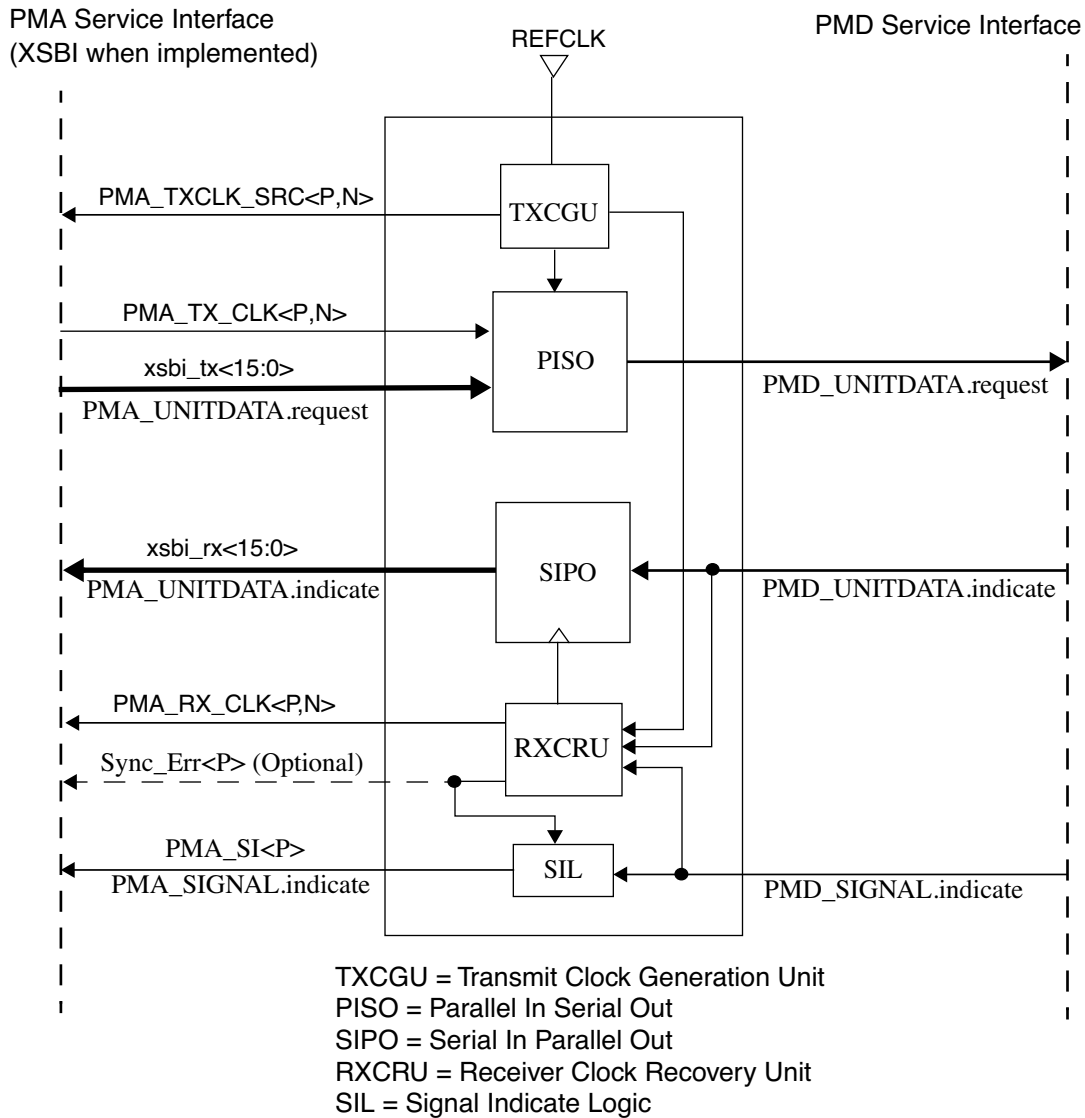 PMA Service Interface
(XSBI when implemented)
REFCLK
PMD Service Interface
PMA_TXCLK_SRC<P,N>
TXCGU
PMA_TX_CLK<P,N>
xsbi_tx<15:0>
PMA_UNITDATA.request
PISO
PMD_UNITDATA.request
xsbi_rx<15:0>
PMA_UNITDATA.indicate
SIPO
PMD_UNITDATA.indicate
PMA_RX_CLK<P,N>
RXCRU
Sync_Err<P> (Optional)
PMA_SI<P>
PMA_SIGNAL.indicate
SIL
PMD_SIGNAL.indicate
TXCGU = Transmit Clock Generation Unit
PISO = Parallel In Serial Out
SIPO = Serial In Parallel Out
RXCRU = Receiver Clock Recovery Unit
SIL = Signal Indicate Logic